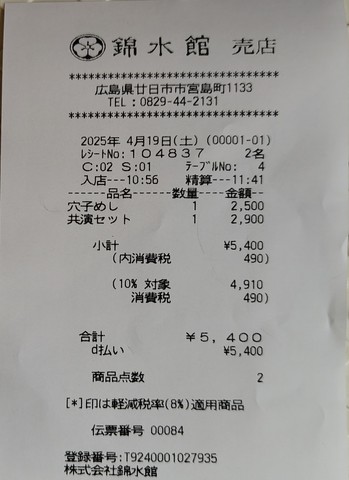 錦水館 売店
********************************
広島県廿日市市宮島町1133
TEL:0829-44-2131
********************************
2025年 4月19日(土) (00001-01)
ﾚｼｰﾄNo:104837 2名
C:02 S:01 ﾃｰﾌﾞﾙNo: 4
入店---10:56 精算---11:41
------品名------数量----金額--
穴子めし 1 2,500
共演セット 1 2,900
小計 ¥5,400
(内消費税 490)
(10% 対象 4,910
消費税 490)
合計 ¥5,400
d払い ¥5,400
商品点数 2
[*]印は軽減税率(8%)適用商品
伝票番号 00084
登録番号:T9240001027935
株式会社錦水館